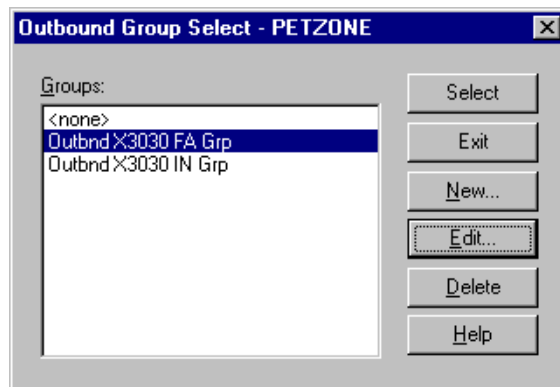 Outbound Group Select - PETZONE
Groups:
<none>
Outbnd X3030 FA Grp
Outbnd X3030 IN Grp
Select
Exit
New...
Edit...
Delete
Help